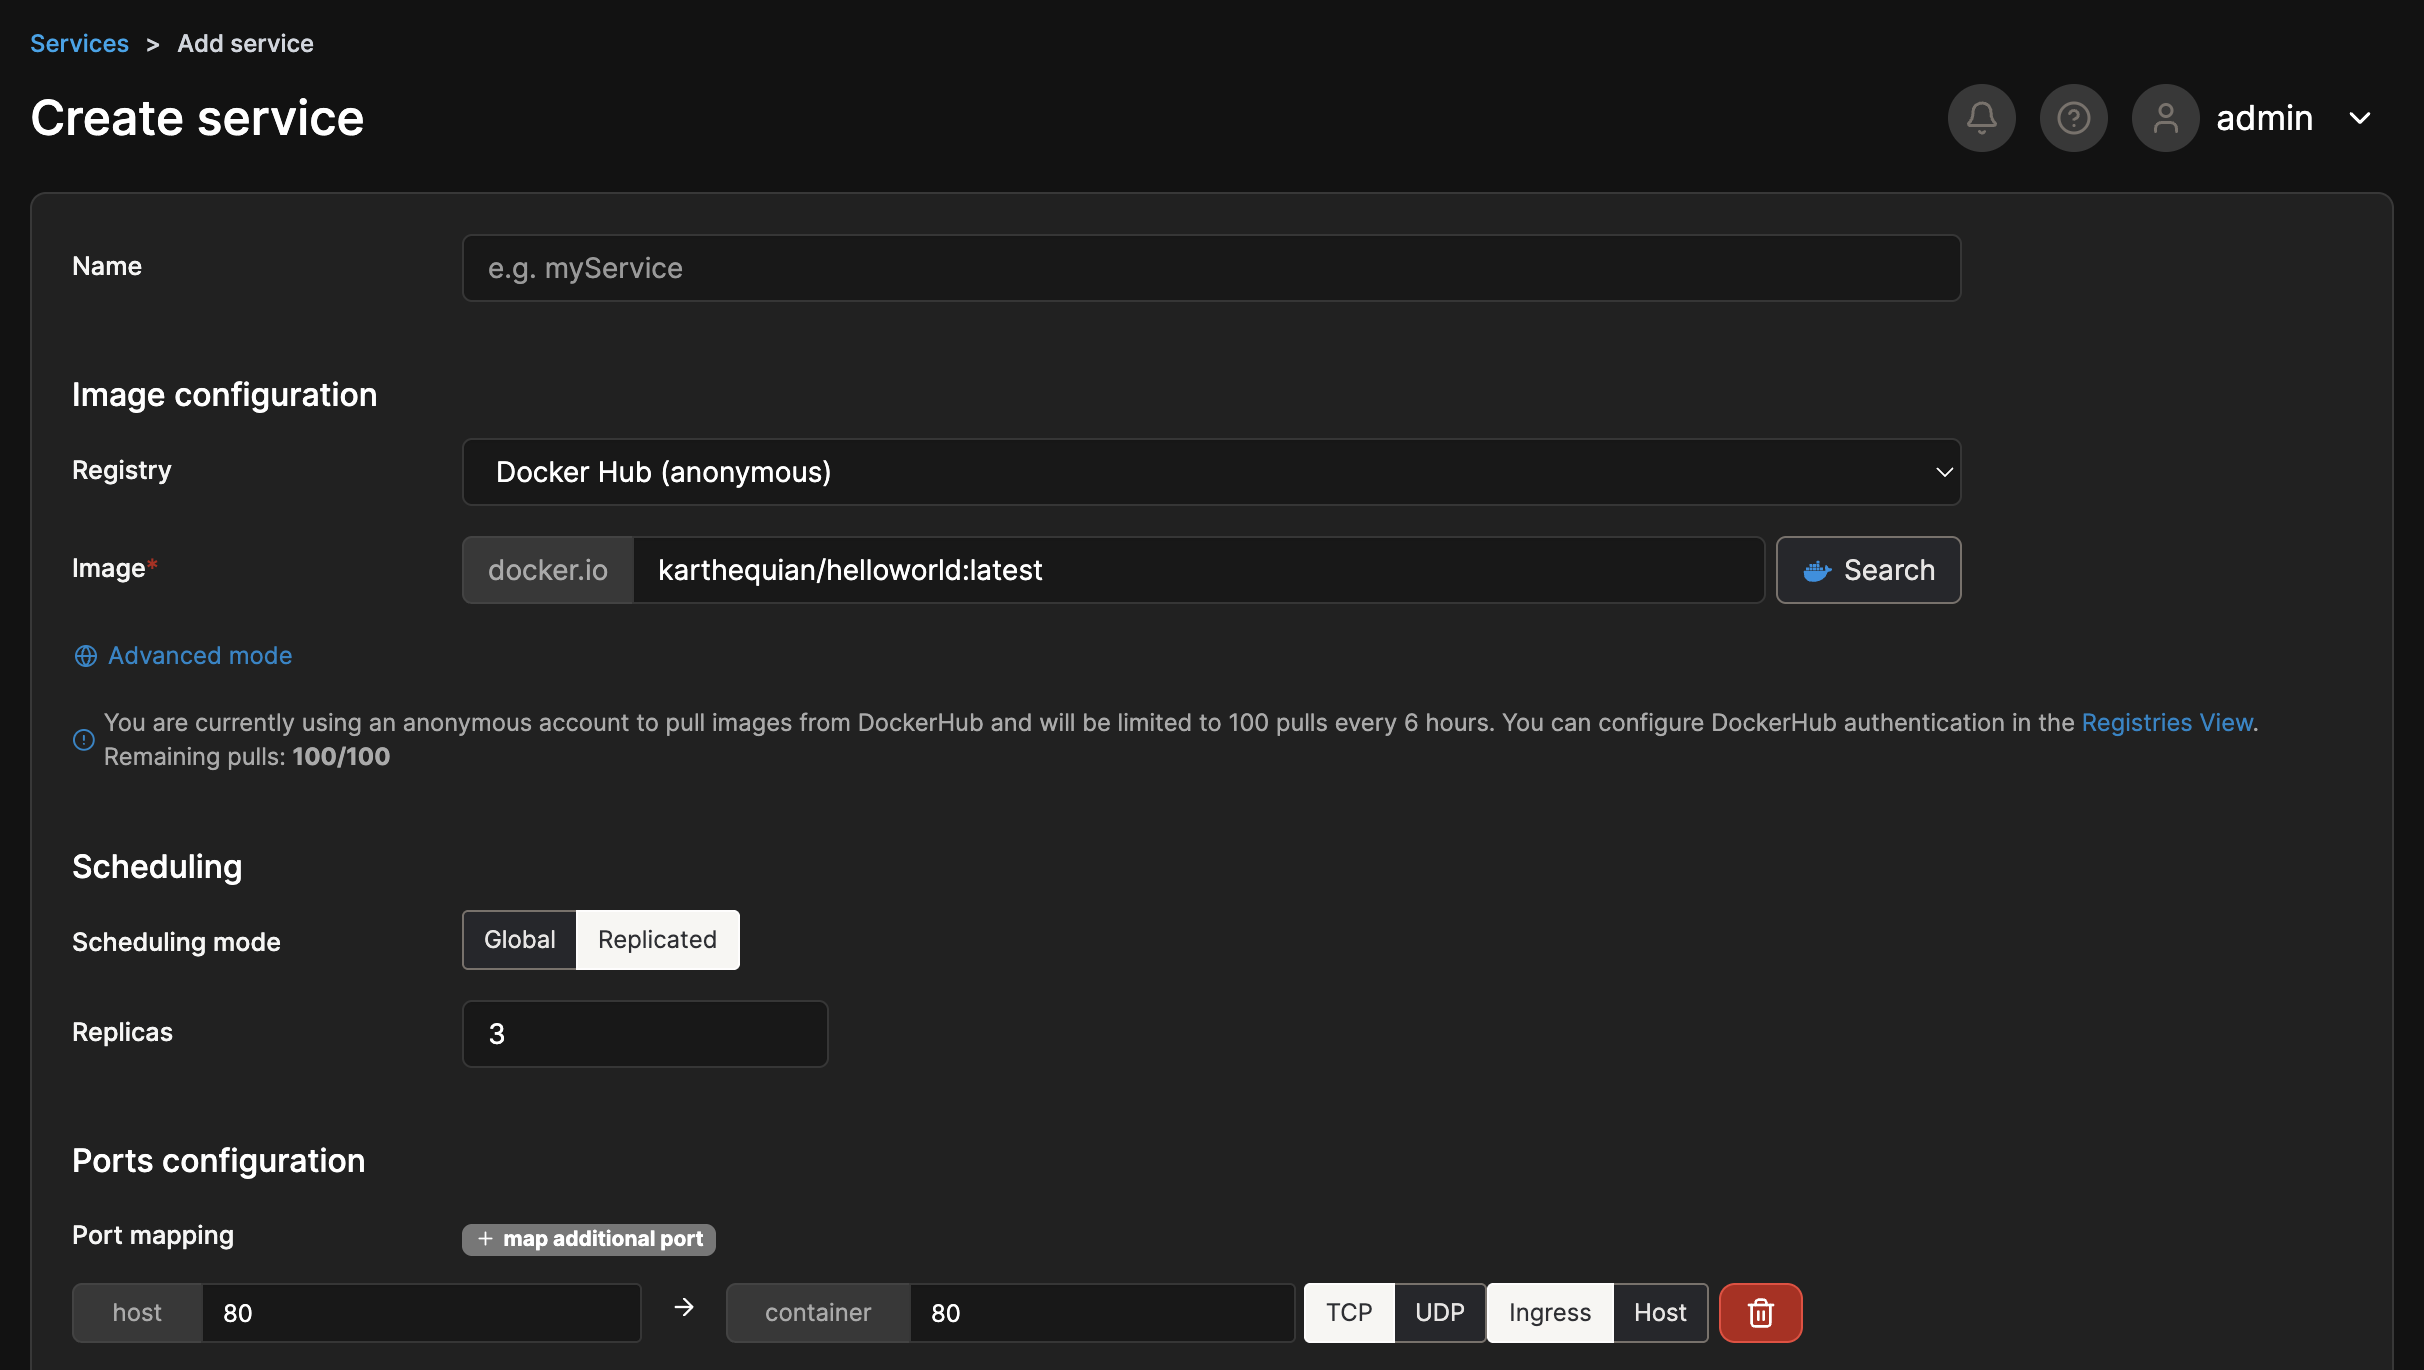 Services > Add service
Create service
admin
Name
e.g. myService
Image configuration
Registry
Docker Hub (anonymous)
Image*
docker.io
karthequian/helloworld:latest
Search
Advanced mode
You are currently using an anonymous account to pull images from DockerHub and will be limited to 100 pulls every 6 hours. You can configure DockerHub authentication in the Registries View.
Remaining pulls: 100/100
Scheduling
Scheduling mode
Global
Replicated
Replicas
3
Ports configuration
Port mapping
+ map additional port
host 80 → container 80 TCP UDP Ingress Host